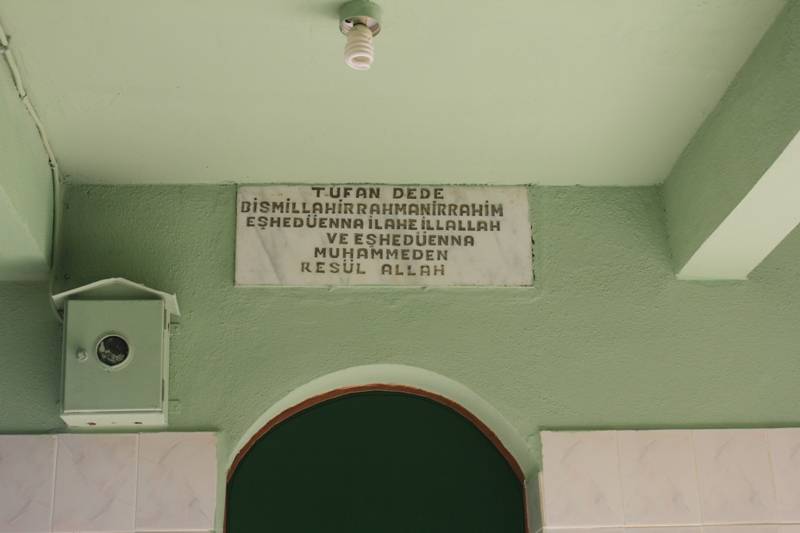 TUFAN DEDE
BİSMİLLAHİRRAHMANİRRAHİM
EŞHEDÜENNA İLAHE İLLALLAH
VE EŞHEDÜENNA
MUHAMMEDEN
RESÜL ALLAH